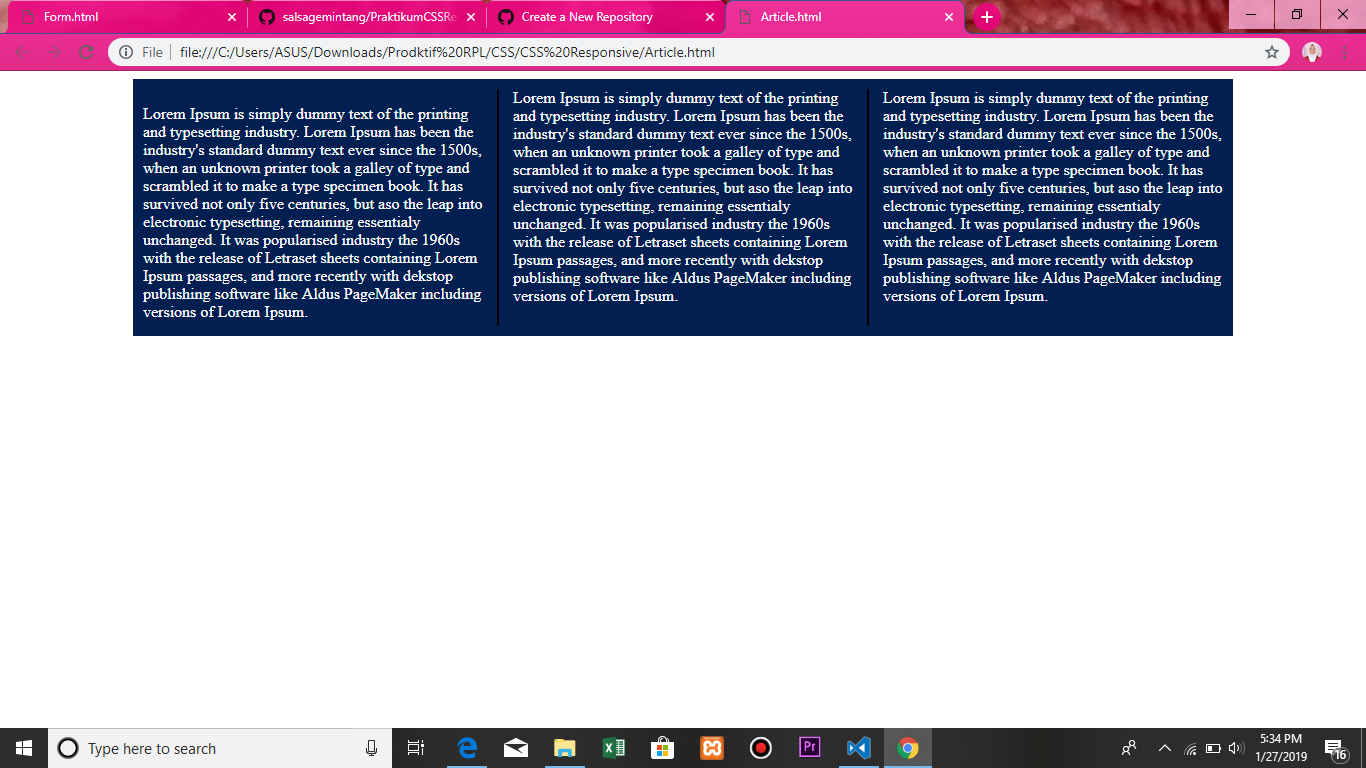 Form.html
salsagemintang/PraktikumCSSRe
Create a New Repository
Article.html
File
file:///C:/Users/ASUS/Downloads/Prodktif%20RPL/CSS/CSS%20Responsive/Article.html
Lorem Ipsum is simply dummy text of the printing
and typesetting industry. Lorem Ipsum has been the
industry's standard dummy text ever since the 1500s,
when an unknown printer took a galley of type and
scrambled it to make a type specimen book. It has
survived not only five centuries, but aso the leap into
electronic typesetting, remaining essentialy
unchanged. It was popularised industry the 1960s
with the release of Letraset sheets containing Lorem
Ipsum passages, and more recently with dekstop
publishing software like Aldus PageMaker including
versions of Lorem Ipsum.
Lorem Ipsum is simply dummy text of the printing
and typesetting industry. Lorem Ipsum has been the
industry's standard dummy text ever since the 1500s,
when an unknown printer took a galley of type and
scrambled it to make a type specimen book. It has
survived not only five centuries, but aso the leap into
electronic typesetting, remaining essentialy
unchanged. It was popularised industry the 1960s
with the release of Letraset sheets containing Lorem
Ipsum passages, and more recently with dekstop
publishing software like Aldus PageMaker including
versions of Lorem Ipsum.
Lorem Ipsum is simply dummy text of the printing
and typesetting industry. Lorem Ipsum has been the
industry's standard dummy text ever since the 1500s,
when an unknown printer took a galley of type and
scrambled it to make a type specimen book. It has
survived not only five centuries, but aso the leap into
electronic typesetting, remaining essentialy
unchanged. It was popularised industry the 1960s
with the release of Letraset sheets containing Lorem
Ipsum passages, and more recently with dekstop
publishing software like Aldus PageMaker including
versions of Lorem Ipsum.
Type here to search
Pr
5:34 PM
1/27/2019
16